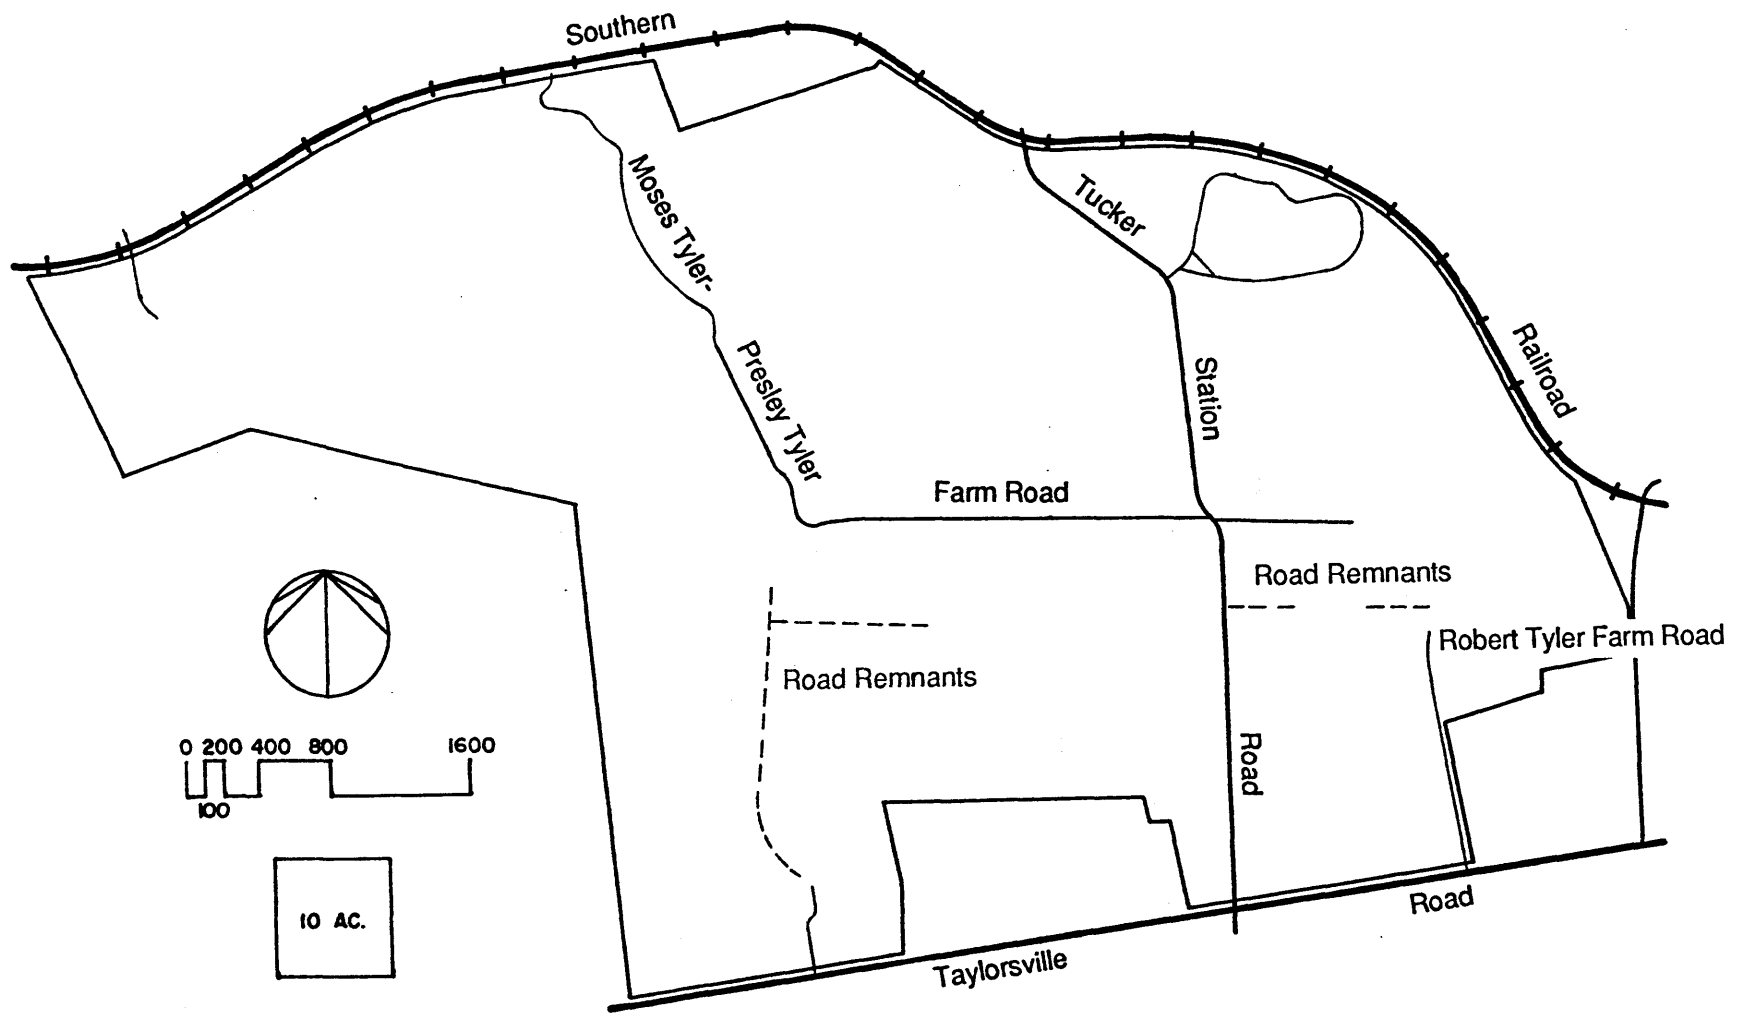 Southern
Tucker
Moses Tyler-
Presley Tyler
Station
Railroad
Farm Road
Road Remnants
Robert Tyler Farm Road
Road Remnants
Road
0 200 400 800 1600
100
10 AC.
Road
Taylorsville